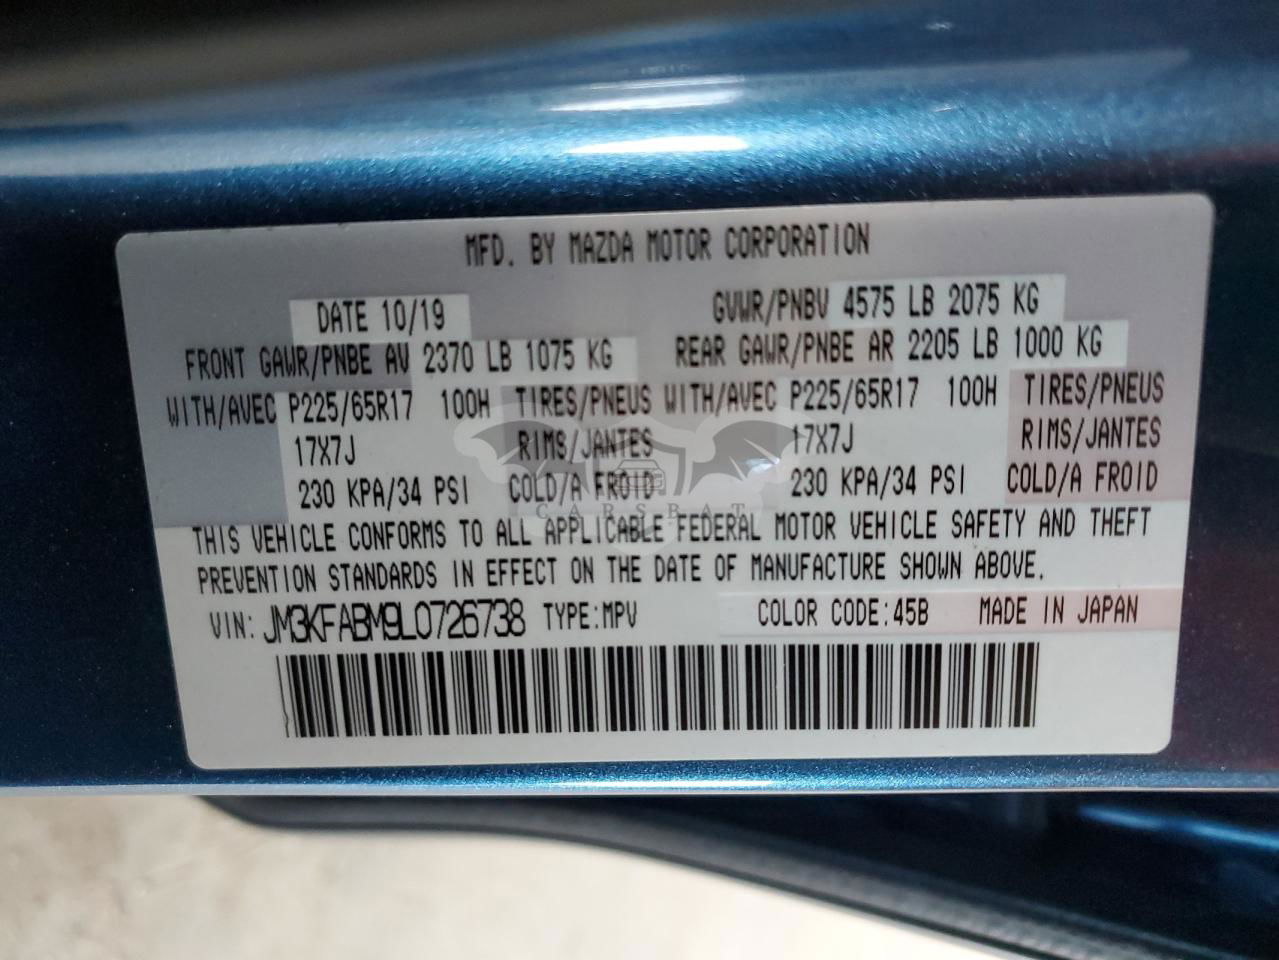 MFD. BY MAZDA MOTOR CORPORATION
DATE 10/19 GVWR/PNBV 4575 LB 2075 KG
FRONT GAWR/PNBE AV 2370 LB 1075 KG REAR GAWR/PNBE AR 2205 LB 1000 KG
WITH/AVEC P225/65R17 100H TIRES/PNEUS WITH/AVEC P225/65R17 100H TIRES/PNEUS
17X7J RIMS/JANTES 17X7J RIMS/JANTES
230 KPA/34 PSI COLD/A FROID 230 KPA/34 PSI COLD/A FROID
CARSBAT
THIS VEHICLE CONFORMS TO ALL APPLICABLE FEDERAL MOTOR VEHICLE SAFETY AND THEFT
PREVENTION STANDARDS IN EFFECT ON THE DATE OF MANUFACTURE SHOWN ABOVE.
VIN: JM3KFABM9L0726738 TYPE:MPV COLOR CODE:45B MADE IN JAPAN